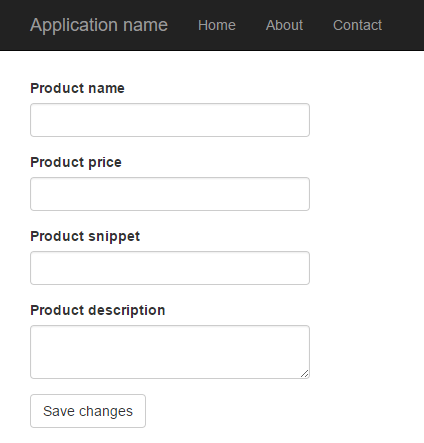 Application name Home About Contact
Product name
Product price
Product snippet
Product description
Save changes